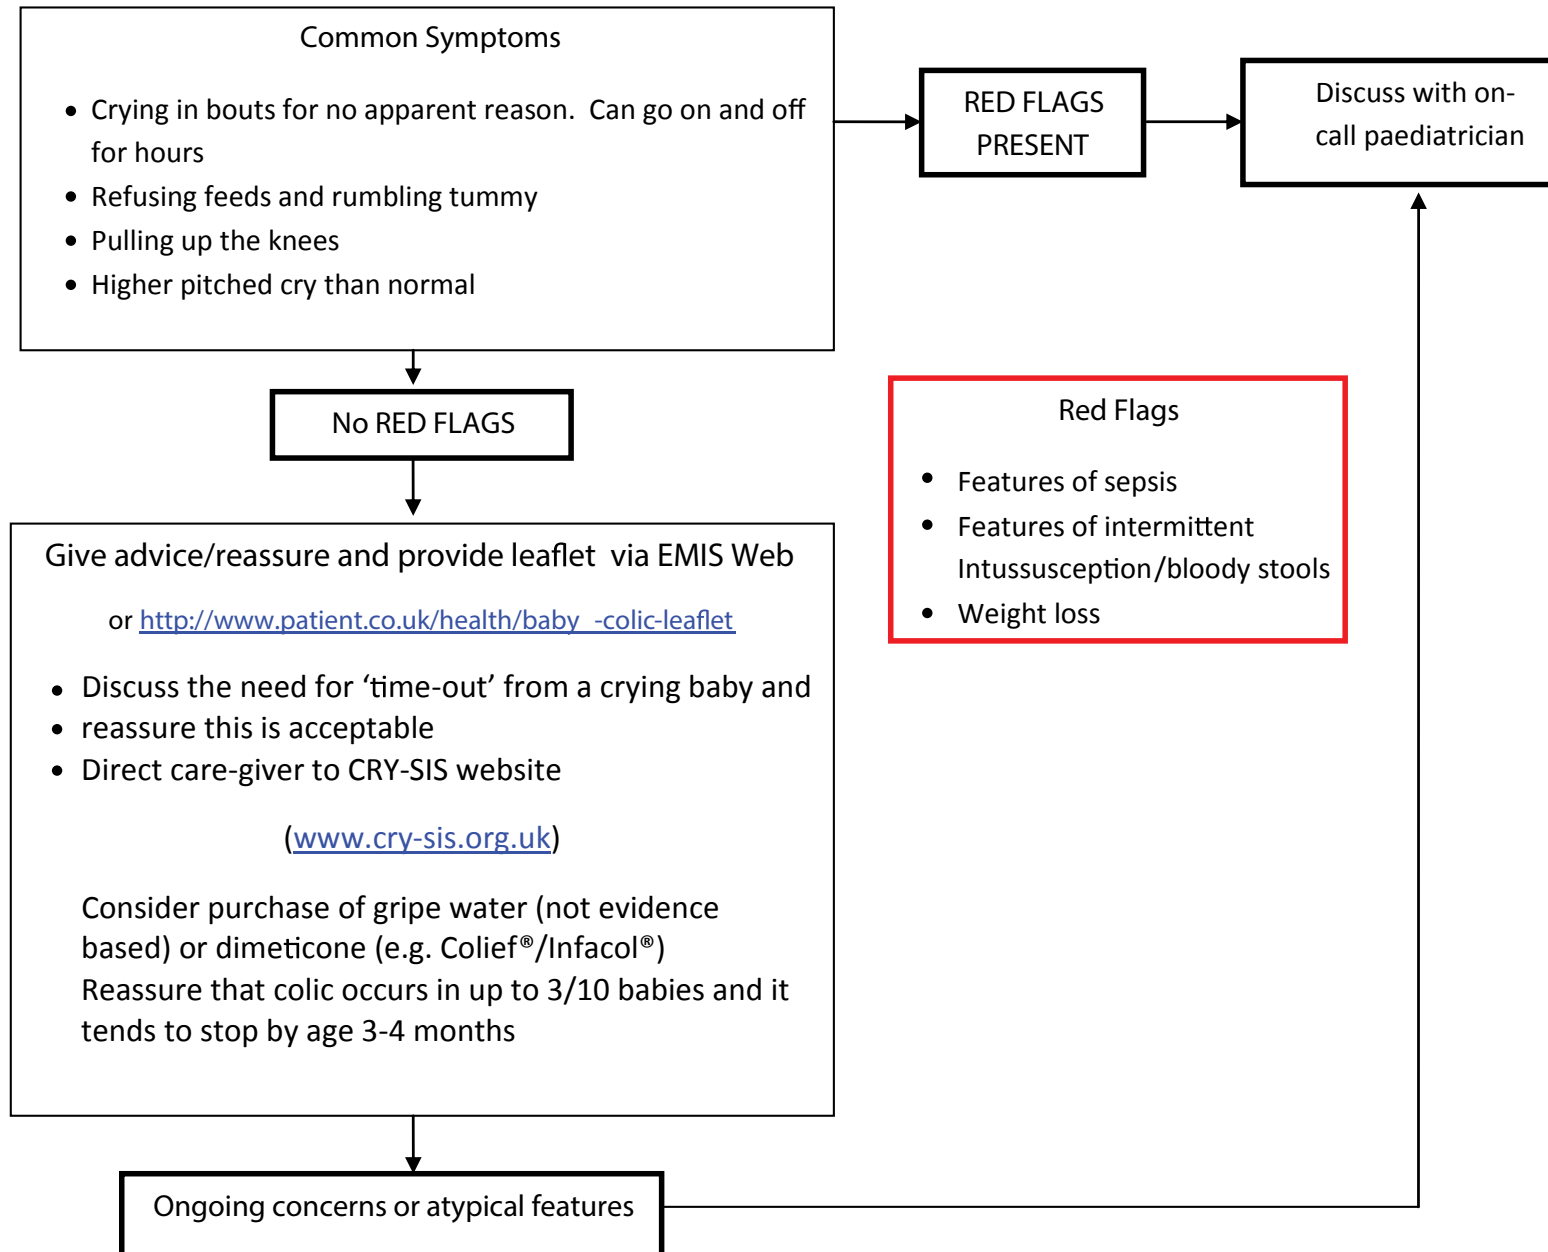 Common Symptoms
• Crying in bouts for no apparent reason. Can go on and off
for hours
• Refusing feeds and rumbling tummy
• Pulling up the knees
• Higher pitched cry than normal
RED FLAGS
PRESENT
Discuss with on-
call paediatrician
No RED FLAGS
Red Flags
• Features of sepsis
• Features of intermittent
Intussusception/bloody stools
• Weight loss
Give advice/reassure and provide leaflet via EMIS Web
or http://www.patient.co.uk/health/baby -colic-leaflet
• Discuss the need for ‘time-out’ from a crying baby and
• reassure this is acceptable
• Direct care-giver to CRY-SIS website
(www.cry-sis.org.uk)
Consider purchase of gripe water (not evidence
based) or dimeticone (e.g. Colief®/Infacol®)
Reassure that colic occurs in up to 3/10 babies and it
tends to stop by age 3-4 months
Ongoing concerns or atypical features